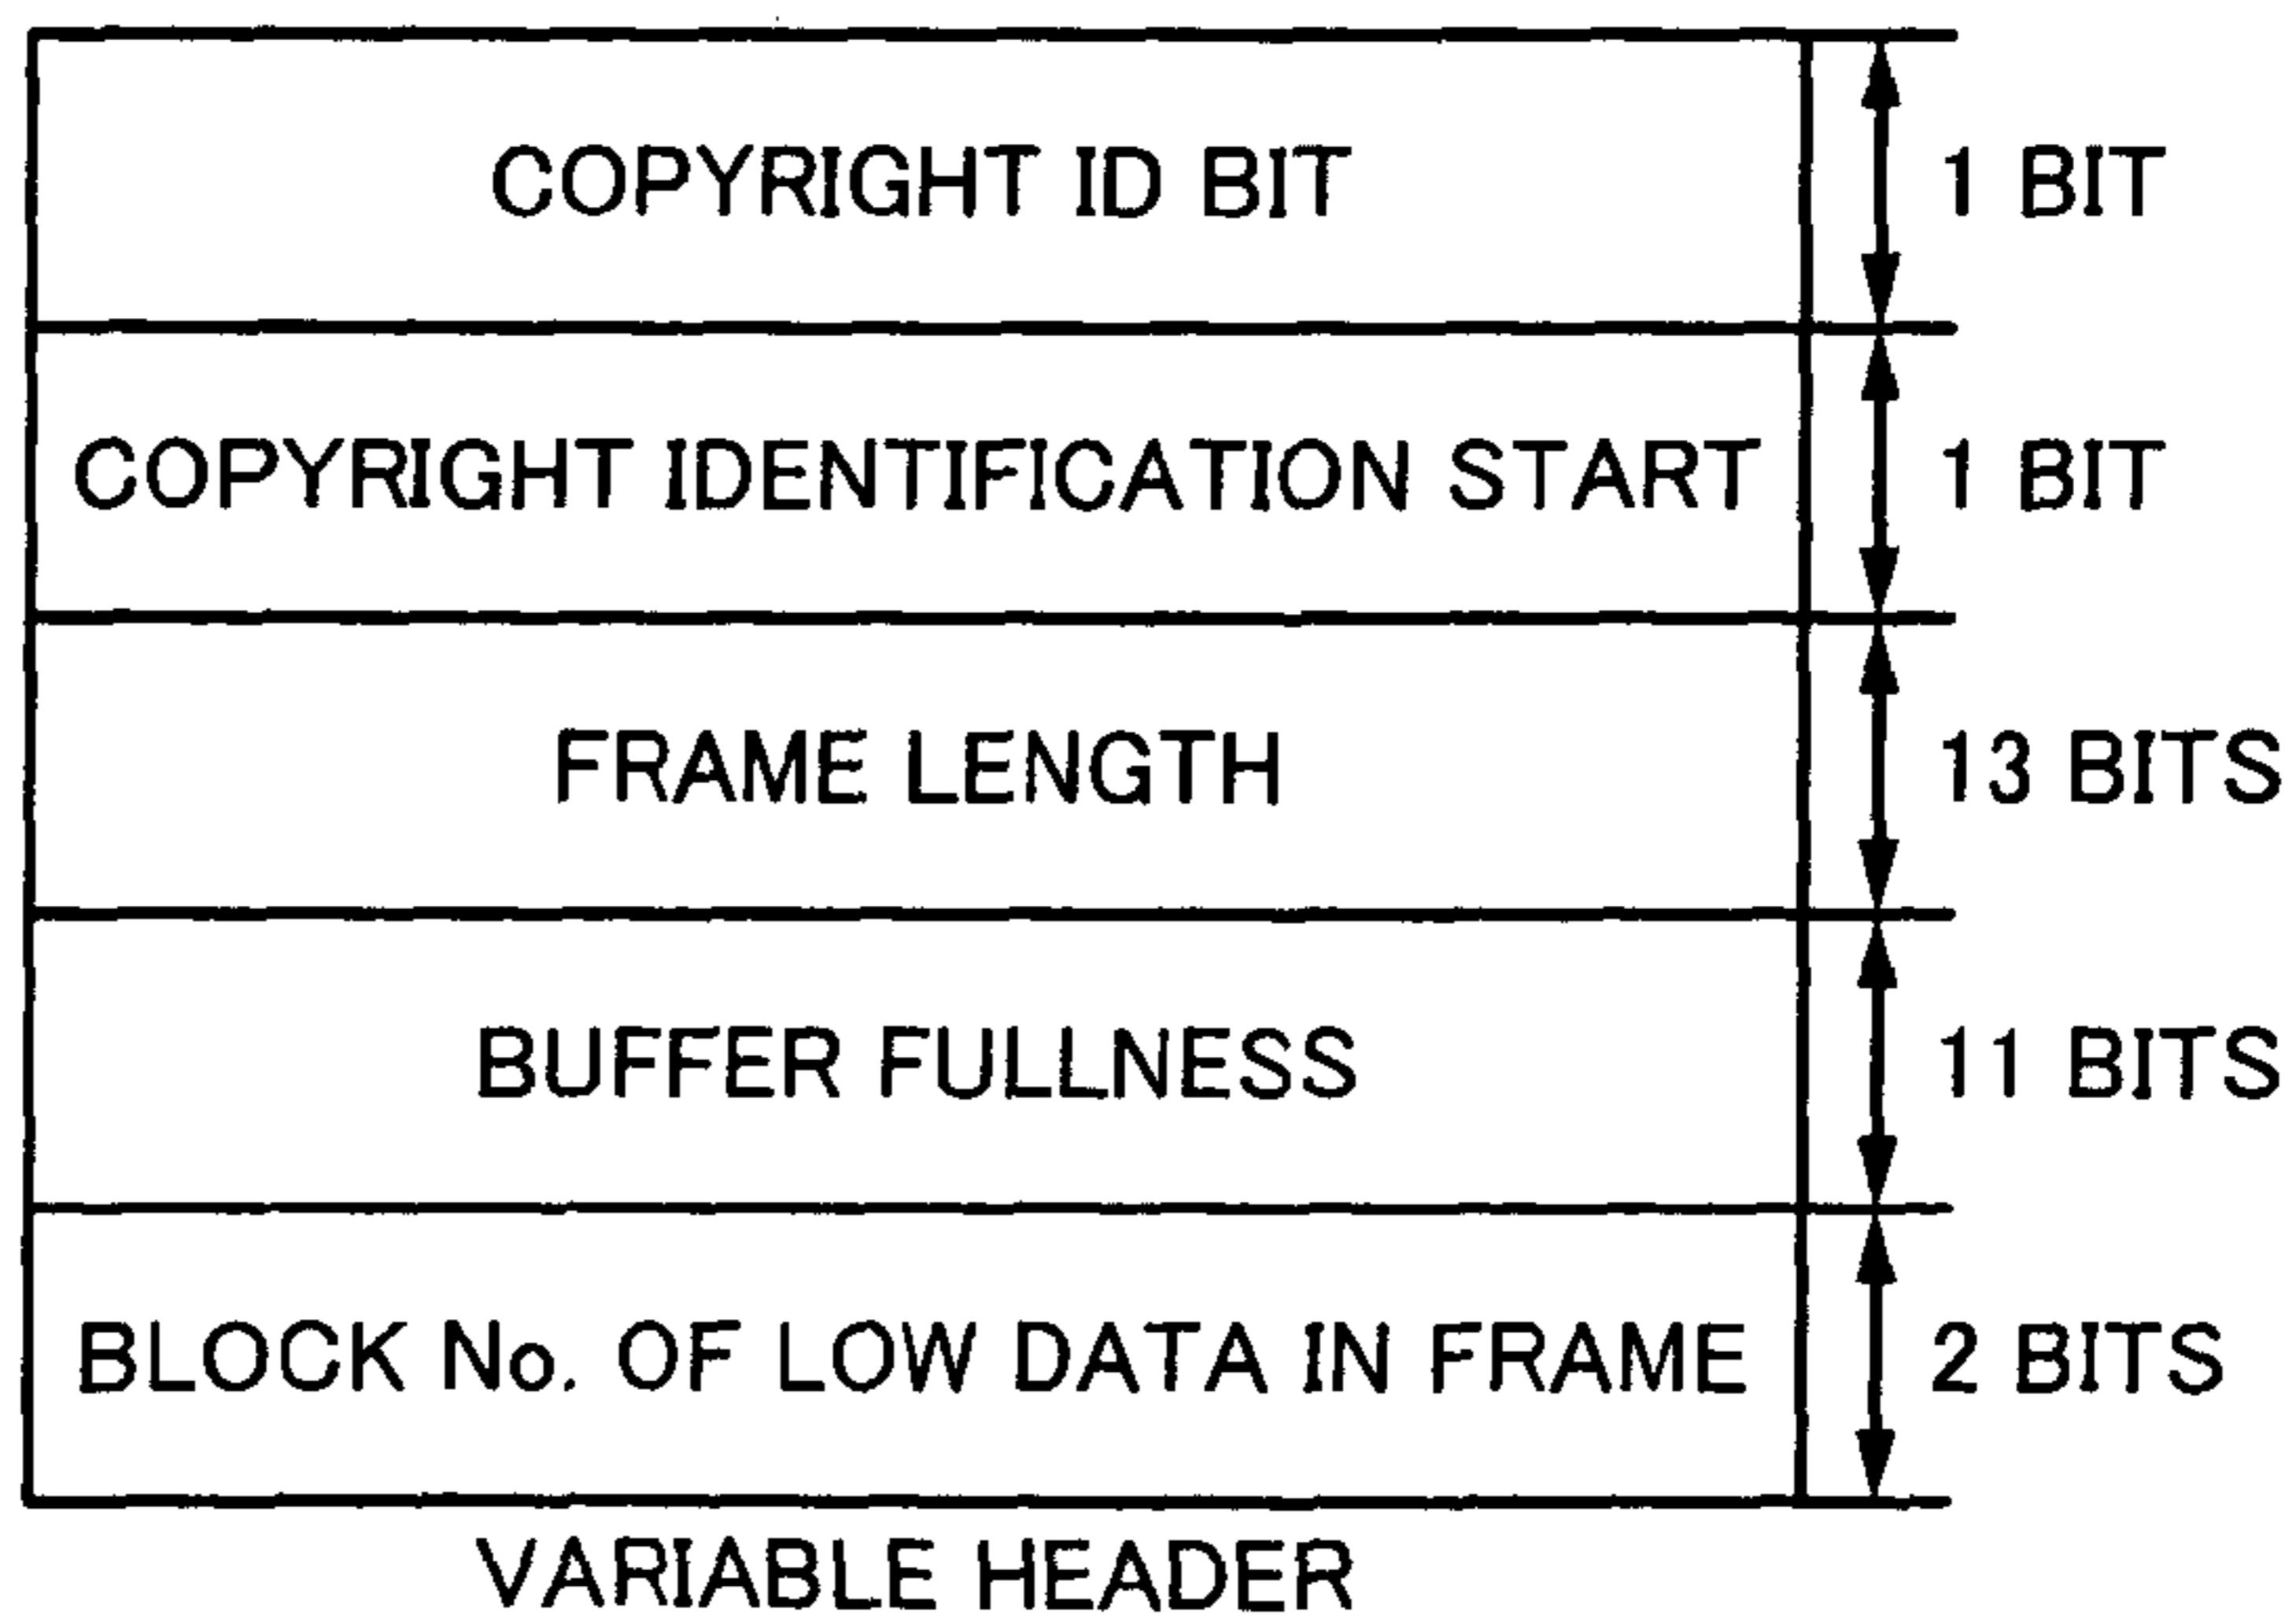 COPYRIGHT ID BIT 1 BIT
COPYRIGHT IDENTIFICATION START 1 BIT
FRAME LENGTH 13 BITS
BUFFER FULLNESS 11 BITS
BLOCK No. OF LOW DATA IN FRAME 2 BITS
VARIABLE HEADER